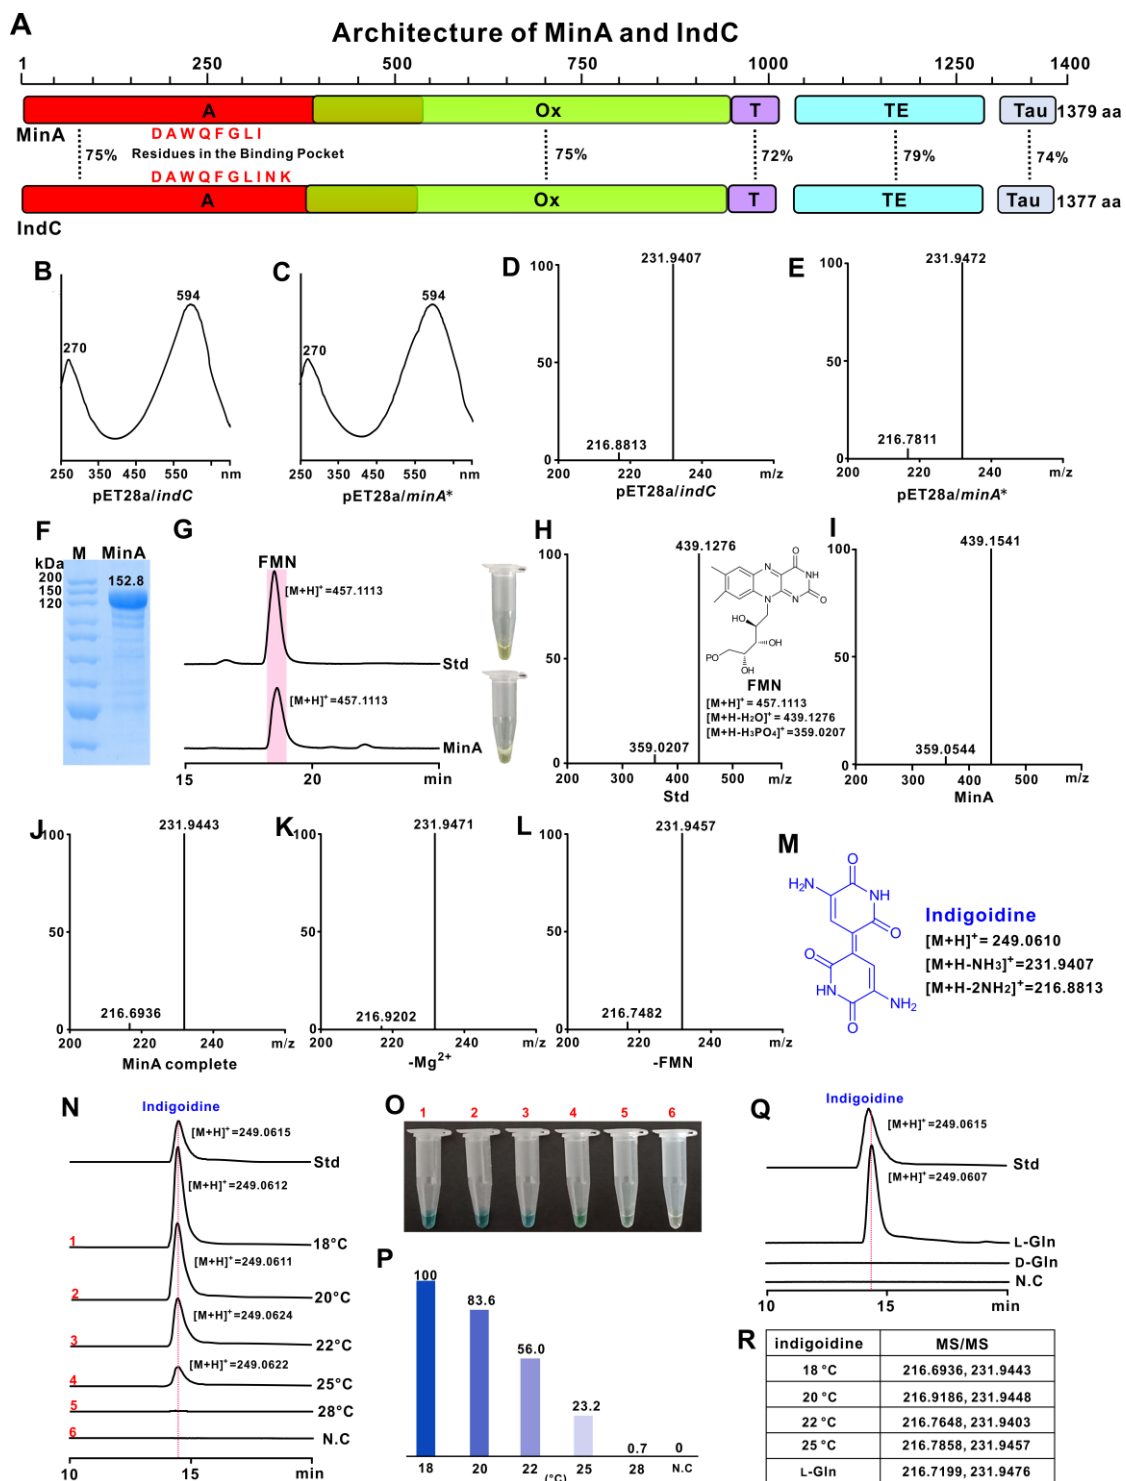 A
Architecture of MinA and IndC
1 250 500 750 1000 1250 1400
A Ox T TE Tau 1379 aa
MinA
DAWQFGLI
75% Residues in the Binding Pocket 75% 72% 79% 74%
DAWQFGLINK
A Ox T TE Tau 1377 aa
IndC
B
594
270
250 350 450 550 nm
pET28a/indC
C
594
270
250 350 450 550 nm
pET28a/minA*
D
231.9407
100
50
216.8813
0
200 220 240 m/z
pET28a/indC
E
231.9472
100
50
216.7811
0
200 220 240 m/z
pET28a/minA*
F
M MinA
kDa
200
150
120
152.8
G
FMN
[M+H]+=457.1113
Std
[M+H]+=457.1113
MinA
15 20 min
H
439.1276
100
50
359.0207
0
200 300 400 500 m/z
Std
O
N
NH
N
N
O
HO
OH
PO
OH
FMN
[M+H]+ = 457.1113
[M+H-H2O]+ = 439.1276
[M+H-H3PO4]+=359.0207
I
439.1541
100
50
359.0544
0
200 300 400 500 m/z
MinA
J
231.9443
100
50
216.6936
0
200 220 240 m/z
MinA complete
K
231.9471
100
50
216.9202
0
200 220 240 m/z
-Mg2+
L
231.9457
100
50
216.7482
0
200 220 240 m/z
-FMN
M
O
H2N
NH
O
O
HN
NH2
O
Indigoidine
[M+H]+= 249.0610
[M+H-NH3]+=231.9407
[M+H-2NH2]+=216.8813
N
Indigoidine
[M+H]+=249.0615
Std
[M+H]+=249.0612
1 18°C
[M+H]+=249.0611
2 20°C
[M+H]+=249.0624
3 22°C
[M+H]+=249.0622
4 25°C
5 28°C
6 N.C
10 15 min
O
1 2 3 4 5 6
P
100
83.6
56.0
23.2
0.7
0
18 20 22 25 28 N.C
(°C)
Q
Indigoidine
[M+H]+=249.0615
Std
[M+H]+=249.0607
L-Gln
D-Gln
N.C
10 15 min
R
indigoidine MS/MS
18 °C 216.6936, 231.9443
20 °C 216.9186, 231.9448
22 °C 216.7648, 231.9403
25 °C 216.7858, 231.9457
L-Gln 216.7199, 231.9476